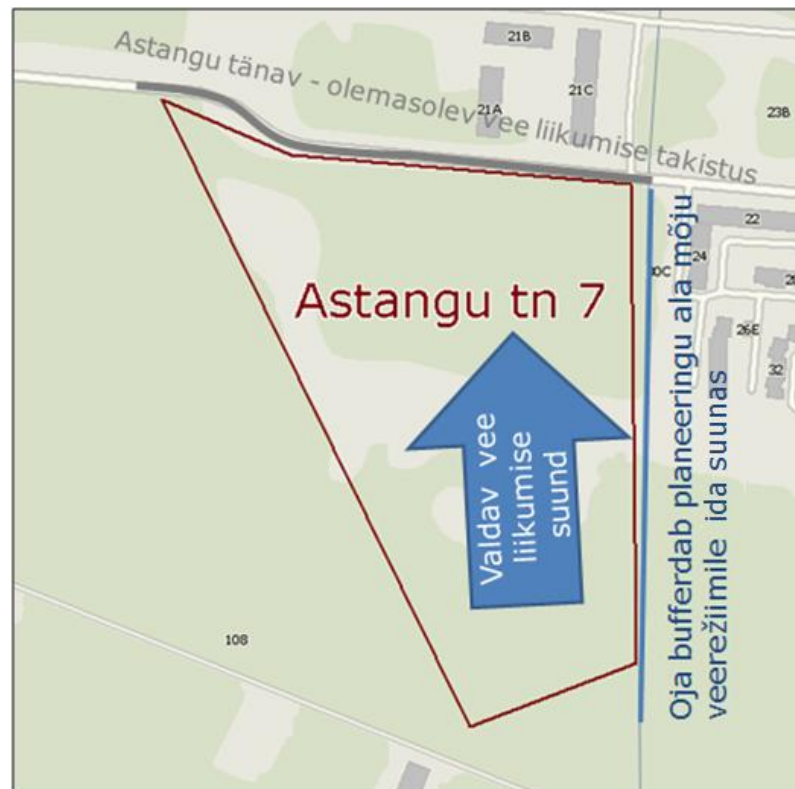 21B
21A
21C
23B
Astangu tänav - olemasolev vee liikumise takistus
22
24
26E
32
Astangu tn 7
Valdav vee
liikumise
suund
Oja bufferdab planeeringu ala mõju
veerežiimile ida suunas
108